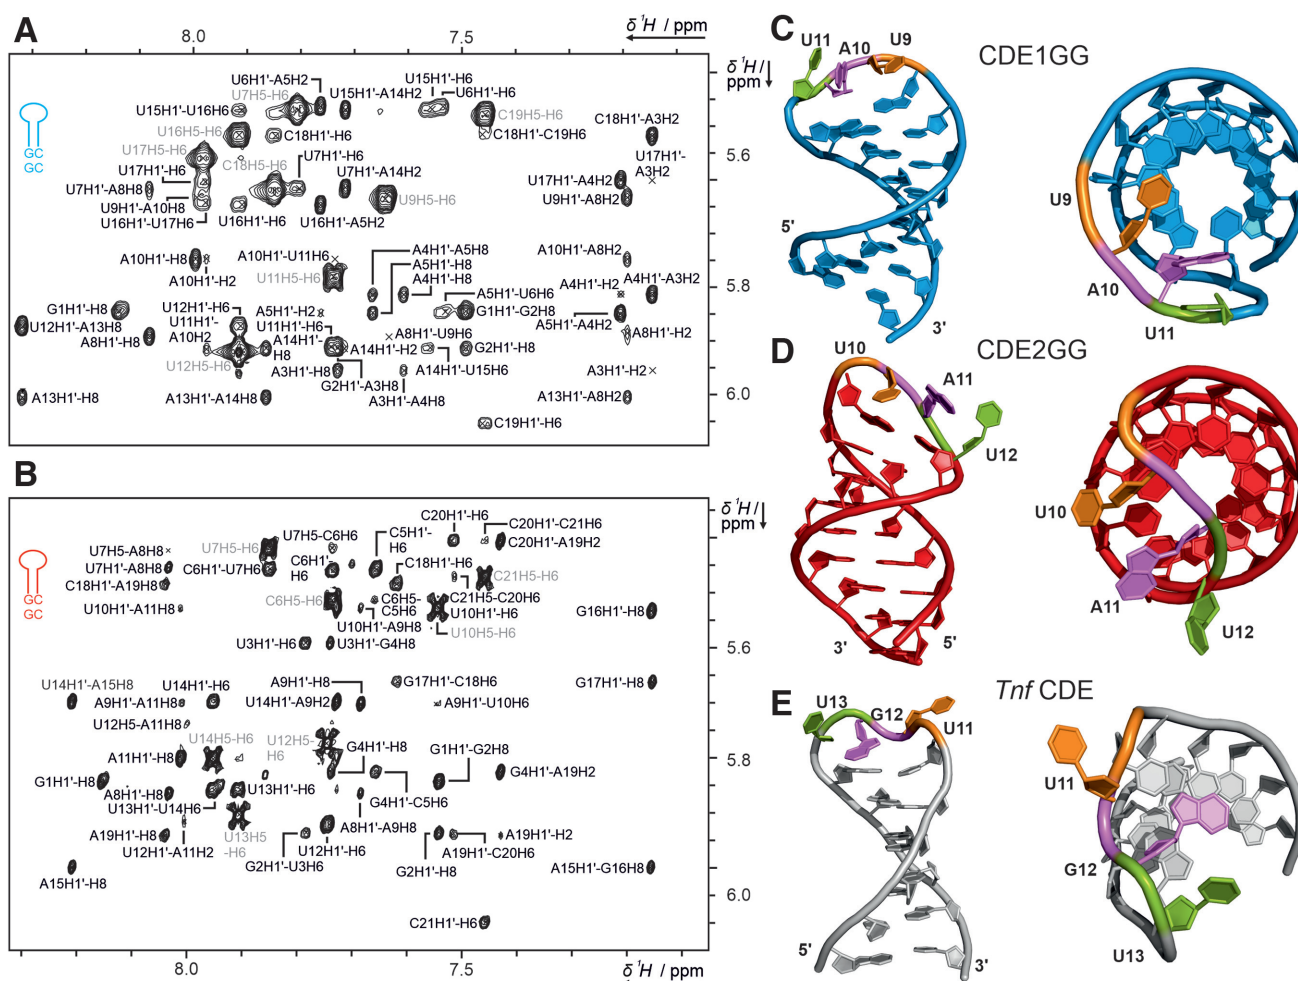 A
δ ¹H / ppm
8.0
7.5
δ ¹H /
ppm
GC
GC
U6H1'-A5H2
U7H5-H6
U15H1'-H6
U6H1'-H6
U15H1'-U16H6
U15H1'-A14H2
C19H5-H6
C18H1'-A3H2
U16H5-H6
C18H1'-H6
C18H1'-C19H6
U17H5-H6
C18H5-H6
U7H1'-H6
U17H1'-
A3H2
5.6
U17H1'-H6
U7H1'-A14H2
U17H1'-A4H2
U7H1'-A8H8
U9H5-H6
U9H1'-A8H2
U9H1'-A10H8
U16H1'-U17H6
U16H1'-H6
U16H1'-A5H2
A4H1'-A5H8
A10H1'-H8
A10H1'-U11H6
A5H1'-H8
A10H1'-A8H2
A10H1'-H2
U11H5-H6
A4H1'-H8
A4H1'-H2
A4H1'-A3H2
5.8
U12H1'-H6
A5H1'-U6H6
G1H1'-H8
A5H1'-H2
G1H1'-G2H8
U12H1'-A13H8
U11H1'-
A10H2
U11H1'-H6
A5H1'-A4H2
A8H1'-H8
A14H1'-
H8
A8H1'-U9H6
A8H1'-H2
A14H1'-H2
G2H1'-H8
U12H5-H6
A3H1'-H8
A14H1'-U15H6
A3H1'-H2
G2H1'-A3H8
A13H1'-H8
A13H1'-A14H8
A3H1'-A4H8
A13H1'-A8H2
6.0
C19H1'-H6
B
δ ¹H /
ppm
GC
GC
C20H1'-H6
C20H1'-C21H6
U7H5-C6H6
C5H1'-
H6
U7H5-A8H8
U7H5-H6
C20H1'-A19H2
U7H1'-A8H8
C6H1'-U7H6
C6H1'-
H6
C18H1'-H6
C18H1'-A19H8
C21H5-H6
U10H1'-A11H8
C6H5-H6
C6H5-
C5H6
C21H5-C20H6
U10H1'-H6
G16H1'-H8
U10H1'-A9H8
U10H5-H6
U3H1'-H6
U3H1'-G4H8
5.6
U14H1'-A15H8
U14H1'-H6
A9H1'-H8
G17H1'-C18H6
G17H1'-H8
A9H1'-A11H8
U14H1'-A9H2
A9H1'-U10H6
U12H5-A11H8
U14H5-H6
U12H5-
H6
A11H1'-H8
G4H1'-H8
G1H1'-G2H8
5.8
G1H1'-H8
G4H1'-A19H2
A8H1'-H8
U13H1'-H6
G4H1'-C5H6
U13H1'-U14H6
A8H1'-A9H8
A19H1'-H8
U13H5
-H6
A19H1'-H2
U12H1'-A11H2
U12H1'-H6
A19H1'-C20H6
G2H1'-U3H6
G2H1'-H8
A15H1'-H8
A15H1'-G16H8
6.0
C21H1'-H6
8.0
7.5
δ ¹H / ppm
C
CDE1GG
U11
A10
U9
5'
3'
U9
A10
U11
D
CDE2GG
U10
A11
U12
3'
5'
U10
A11
U12
E
Tnf CDE
U13
G12
U11
5'
3'
U11
G12
U13